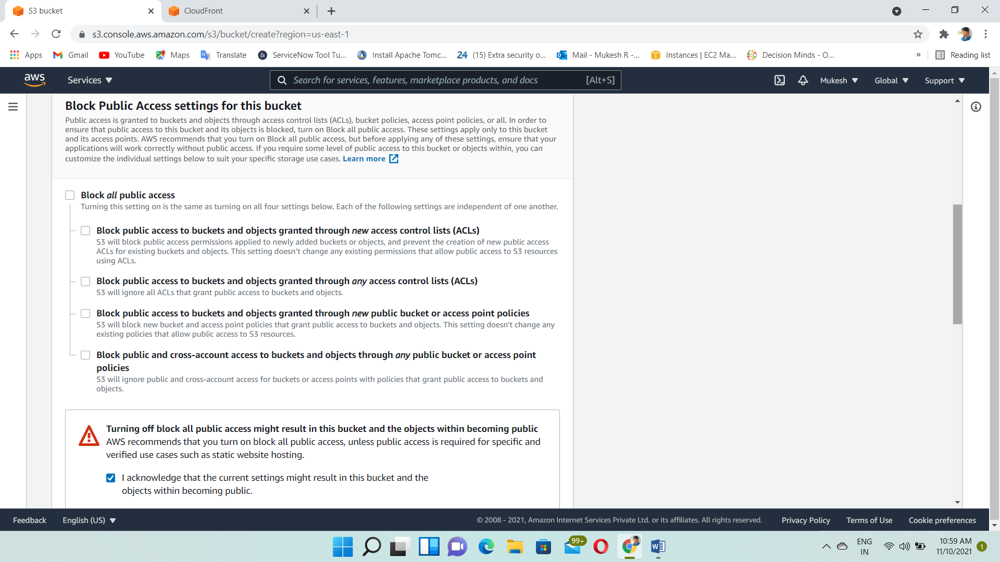 S3 bucket
CloudFront
s3.console.aws.amazon.com/s3/bucket/create?region=us-east-1
Apps Gmail YouTube Maps Translate ServiceNow Tool Tu... Install Apache Tomc... 24 (15) Extra security o... Mail - Mukesh R -... Instances | EC2 Ma... Decision Minds - O... » Reading list
aws Services Search for services, features, marketplace products, and docs [Alt+S] Mukesh Global Support
Block Public Access settings for this bucket
Public access is granted to buckets and objects through access control lists (ACLs), bucket policies, access point policies, or all. In order to
ensure that public access to this bucket and its objects is blocked, turn on Block all public access. These settings apply only to this bucket
and its access points. AWS recommends that you turn on Block all public access, but before applying any of these settings, ensure that your
applications will work correctly without public access. If you require some level of public access to this bucket or objects within, you can
customize the individual settings below to suit your specific storage use cases. Learn more
Block all public access
Turning this setting on is the same as turning on all four settings below. Each of the following settings are independent of one another.
Block public access to buckets and objects granted through new access control lists (ACLs)
S3 will block public access permissions applied to newly added buckets or objects, and prevent the creation of new public access
ACLs for existing buckets and objects. This setting doesn't change any existing permissions that allow public access to S3 resources
using ACLs.
Block public access to buckets and objects granted through any access control lists (ACLs)
S3 will ignore all ACLs that grant public access to buckets and objects.
Block public access to buckets and objects granted through new public bucket or access point policies
S3 will block new bucket and access point policies that grant public access to buckets and objects. This setting doesn't change any
existing policies that allow public access to S3 resources.
Block public and cross-account access to buckets and objects through any public bucket or access point
policies
S3 will ignore public and cross-account access for buckets or access points with policies that grant public access to buckets and
objects.
Turning off block all public access might result in this bucket and the objects within becoming public
AWS recommends that you turn on block all public access, unless public access is required for specific and
verified use cases such as static website hosting.
I acknowledge that the current settings might result in this bucket and the
objects within becoming public.
Feedback English (US) © 2008 - 2021, Amazon Internet Services Private Ltd. or its affiliates. All rights reserved. Privacy Policy Terms of Use Cookie preferences
99+
ENG
IN
10:59 AM
11/10/2021
1